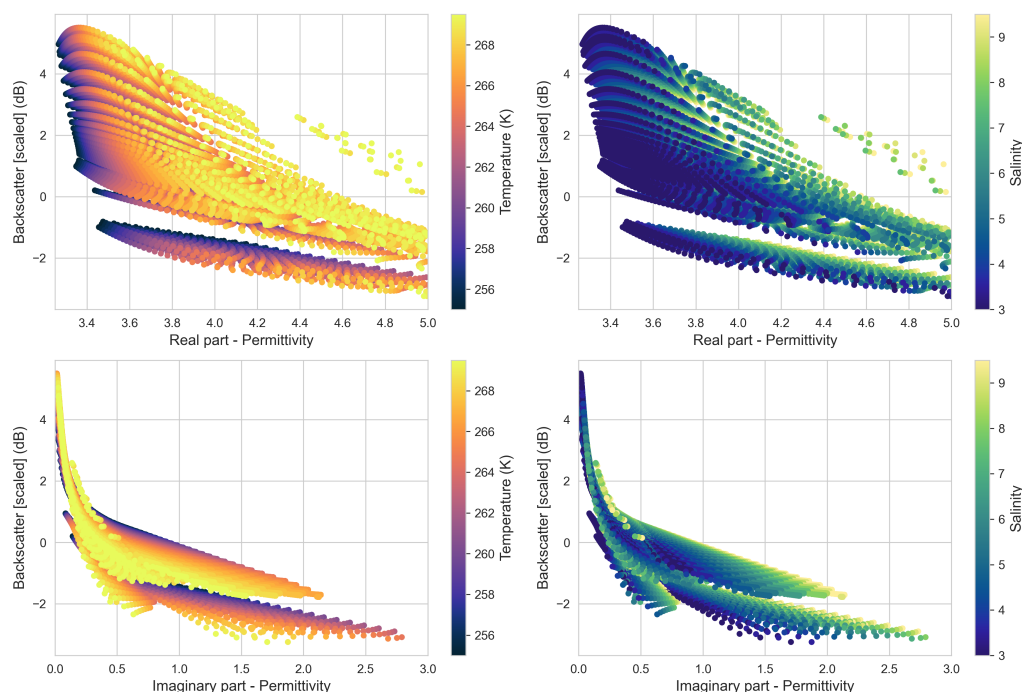 Backscatter [scaled] (dB)
4
2
0
−2
3.4 3.6 3.8 4.0 4.2 4.4 4.6 4.8 5.0
Real part - Permittivity
268
266
264
262
260
258
256
Temperature (K)
Backscatter [scaled] (dB)
4
2
0
−2
3.4 3.6 3.8 4.0 4.2 4.4 4.6 4.8 5.0
Real part - Permittivity
9
8
7
6
5
4
3
Salinity
Backscatter [scaled] (dB)
4
2
0
−2
0.0 0.5 1.0 1.5 2.0 2.5 3.0
Imaginary part - Permittivity
268
266
264
262
260
258
256
Temperature (K)
Backscatter [scaled] (dB)
4
2
0
−2
0.0 0.5 1.0 1.5 2.0 2.5 3.0
Imaginary part - Permittivity
9
8
7
6
5
4
3
Salinity